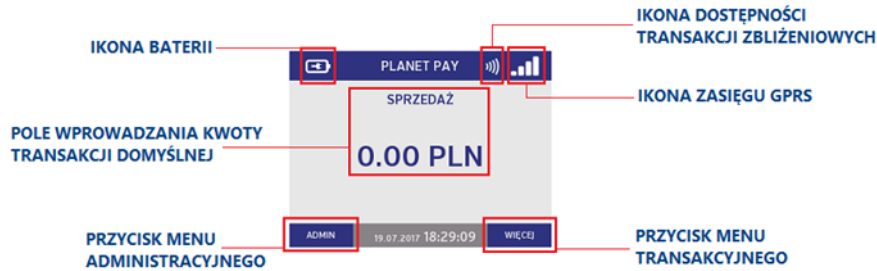 IKONA DOSTĘPNOŚCI
TRANSAKCJI ZBLIŻENIOWYCH
IKONA BATERII
PLANET PAY
SPRZEDAŻ
IKONA ZASIĘGU GPRS
POLE WPROWADZANIA KWOTY
TRANSAKCJI DOMYŚLNEJ
0.00 PLN
ADMIN
19.07.2017 18:29:09
WIĘCEJ
PRZYCISK MENU
ADMINISTRACYJNEGO
PRZYCISK MENU
TRANSAKCYJNEGO